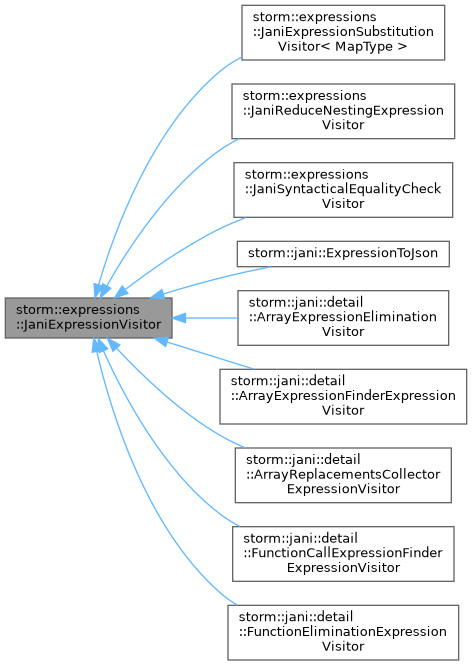 storm::expressions
::JaniExpressionSubstitution
Visitor< MapType >
storm::expressions
::JaniReduceNestingExpression
Visitor
storm::expressions
::JaniSyntacticalEqualityCheck
Visitor
storm::jani::ExpressionToJson
storm::expressions
::JaniExpressionVisitor
storm::jani::detail
::ArrayExpressionElimination
Visitor
storm::jani::detail
::ArrayExpressionFinderExpression
Visitor
storm::jani::detail
::ArrayReplacementsCollector
ExpressionVisitor
storm::jani::detail
::FunctionCallExpressionFinder
ExpressionVisitor
storm::jani::detail
::FunctionEliminationExpression
Visitor